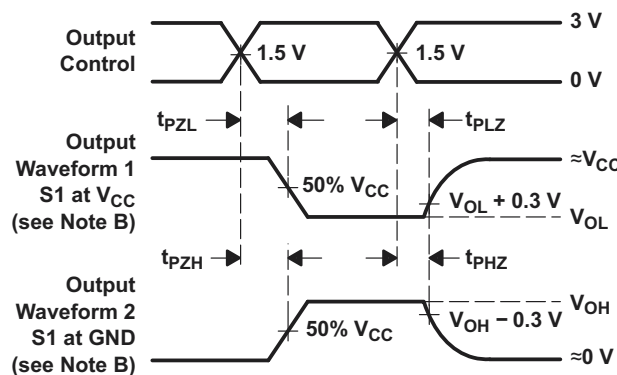 Output
Control
1.5 V
1.5 V
3 V
0 V
tPZL
tPLZ
Output
Waveform 1
S1 at VCC
(see Note B)
50% VCC
≈VCC
VOL + 0.3 V
VOL
tPZH
tPHZ
Output
Waveform 2
S1 at GND
(see Note B)
50% VCC
VOH
VOH − 0.3 V
≈0 V